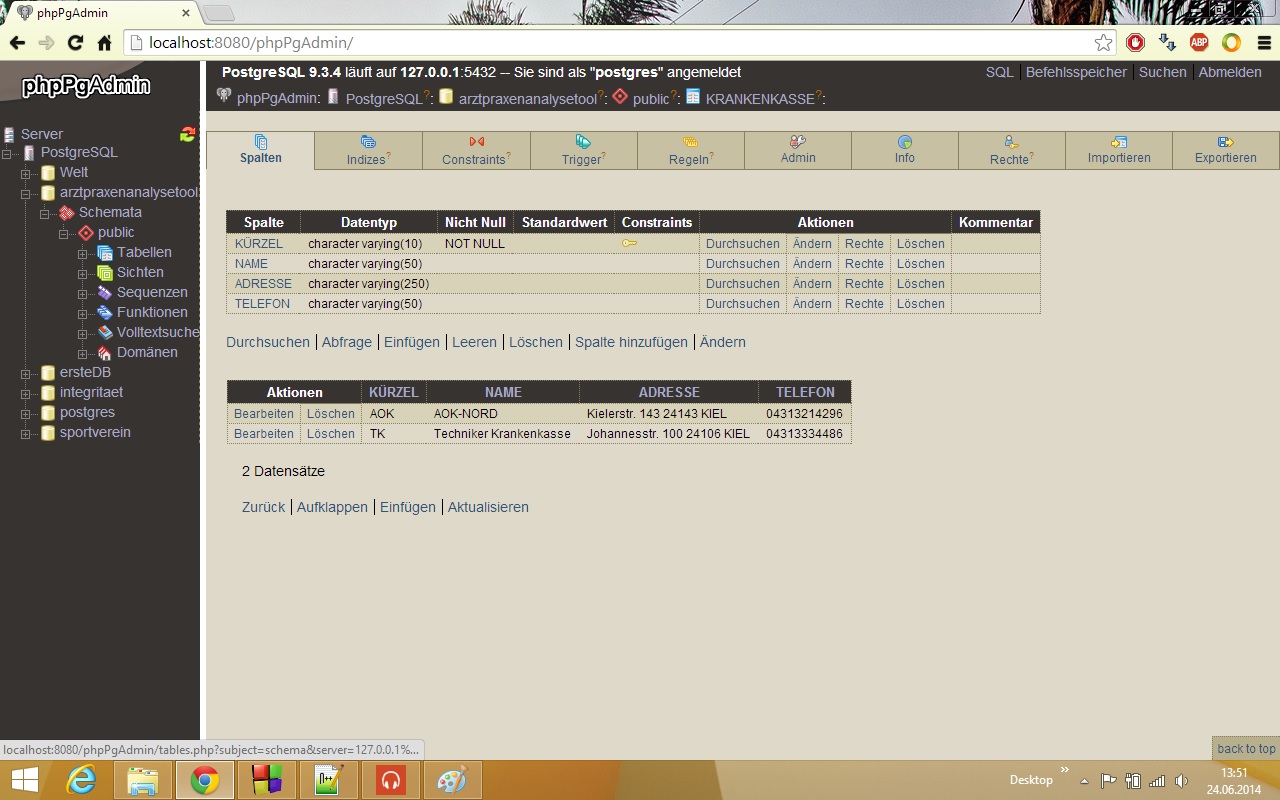 phpPgAdmin
localhost:8080/phpPgAdmin/
ABP
phpPgAdmin
PostgreSQL 9.3.4 läuft auf 127.0.0.1:5432 -- Sie sind als "postgres" angemeldet
SQL Befehlsspeicher Suchen Abmelden
phpPgAdmin: PostgreSQL?: arztpraxenanalysetool?: public?: KRANKENKASSE?:
Server
PostgreSQL
Welt
arztpraxenanalysetool
Schemata
public
Tabellen
Sichten
Sequenzen
Funktionen
Volltextsuche
Domänen
ersteDB
integritaet
postgres
sportverein
Spalten Indizes? Constraints? Trigger? Regeln? Admin Info Rechte? Importieren Exportieren
Spalte Datentyp Nicht Null Standardwert Constraints Aktionen Kommentar
KÜRZEL character varying(10) NOT NULL Durchsuchen Ändern Rechte Löschen
NAME character varying(50) Durchsuchen Ändern Rechte Löschen
ADRESSE character varying(250) Durchsuchen Ändern Rechte Löschen
TELEFON character varying(50) Durchsuchen Ändern Rechte Löschen
Durchsuchen Abfrage Einfügen Leeren Löschen Spalte hinzufügen Ändern
Aktionen KÜRZEL NAME ADRESSE TELEFON
Bearbeiten Löschen AOK AOK-NORD Kielerstr. 143 24143 KIEL 04313214296
Bearbeiten Löschen TK Techniker Krankenkasse Johannesstr. 100 24106 KIEL 04313334486
2 Datensätze
Zurück Aufklappen Einfügen Aktualisieren
localhost:8080/phpPgAdmin/tables.php?subject=schema&server=127.0.0.1%...
back to top
Desktop
13:51
24.06.2014